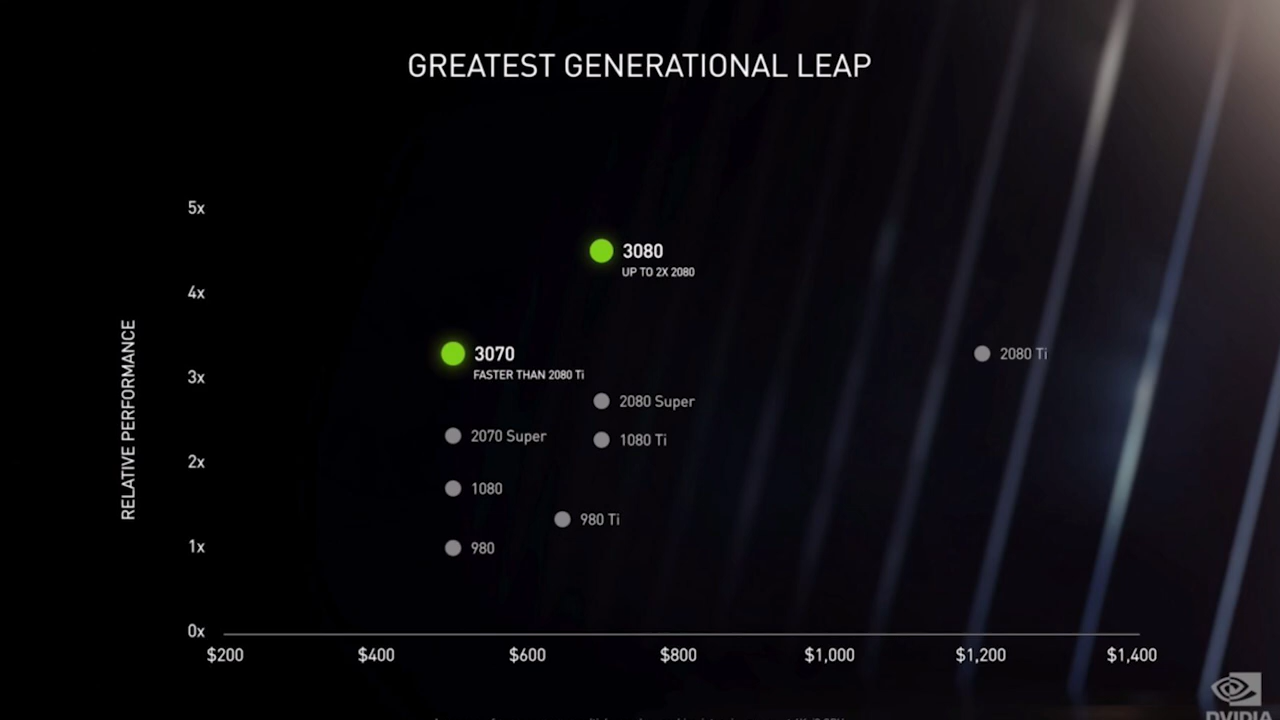 GREATEST GENERATIONAL LEAP
RELATIVE PERFORMANCE
5x
4x
3x
2x
1x
0x
3080
UP TO 2X 2080
3070
FASTER THAN 2080 Ti
2080 Ti
2080 Super
2070 Super
1080 Ti
1080
980 Ti
980
$200
$400
$600
$800
$1,000
$1,200
$1,400
NVIDIA